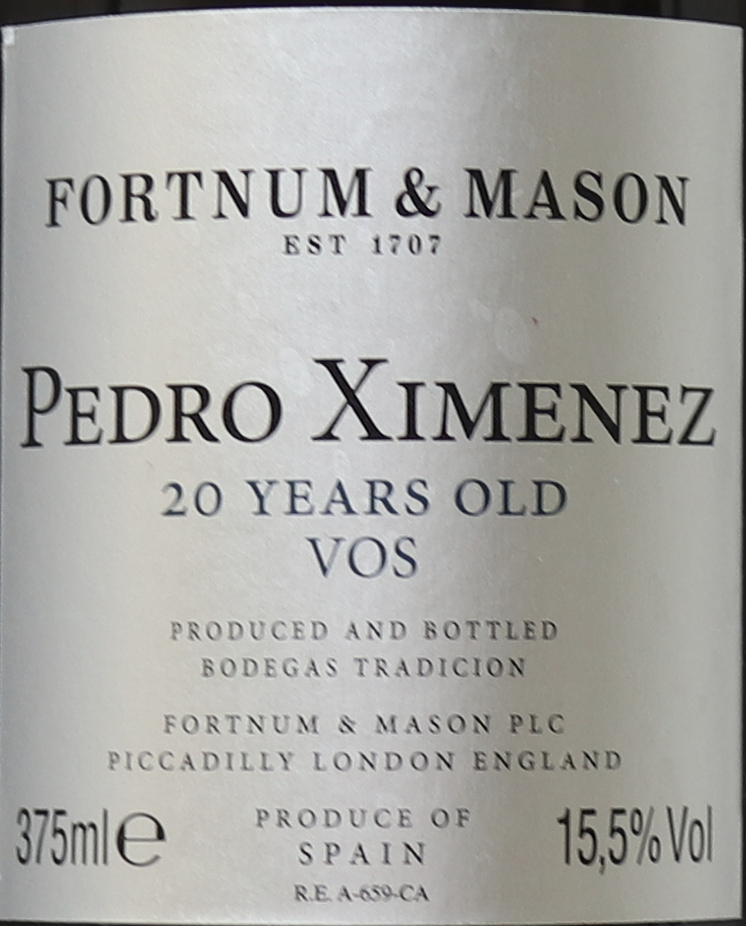 FORTNUM & MASON
EST 1707
PEDRO XIMENEZ
20 YEARS OLD
VOS
PRODUCED AND BOTTLED
BODEGAS TRADICION
FORTNUM & MASON PLC
PICCADILLY LONDON ENGLAND
375ml ℮ PRODUCE OF 15,5% Vol
SPAIN
R.E. A-659-CA